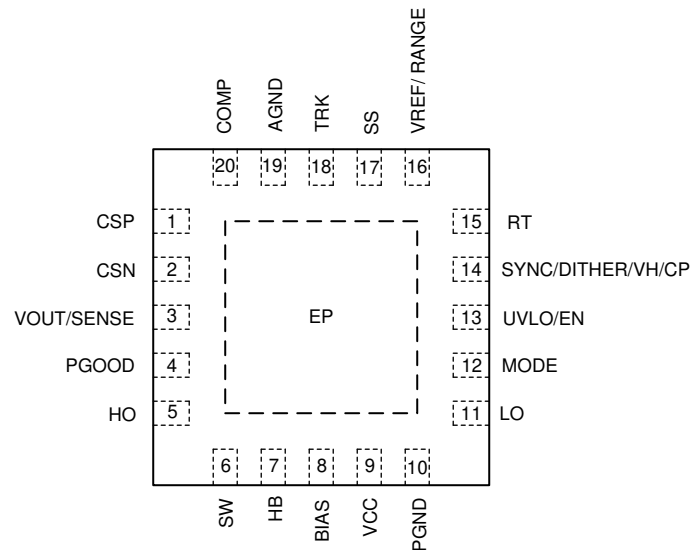 COMP
AGND
TRK
SS
VREF/ RANGE
20
19
18
17
16
CSP
1
CSN
2
VOUT/SENSE
3
PGOOD
4
HO
5
EP
15
RT
14
SYNC/DITHER/VH/CP
13
UVLO/EN
12
MODE
11
LO
6
7
8
9
10
SW
HB
BIAS
VCC
PGND